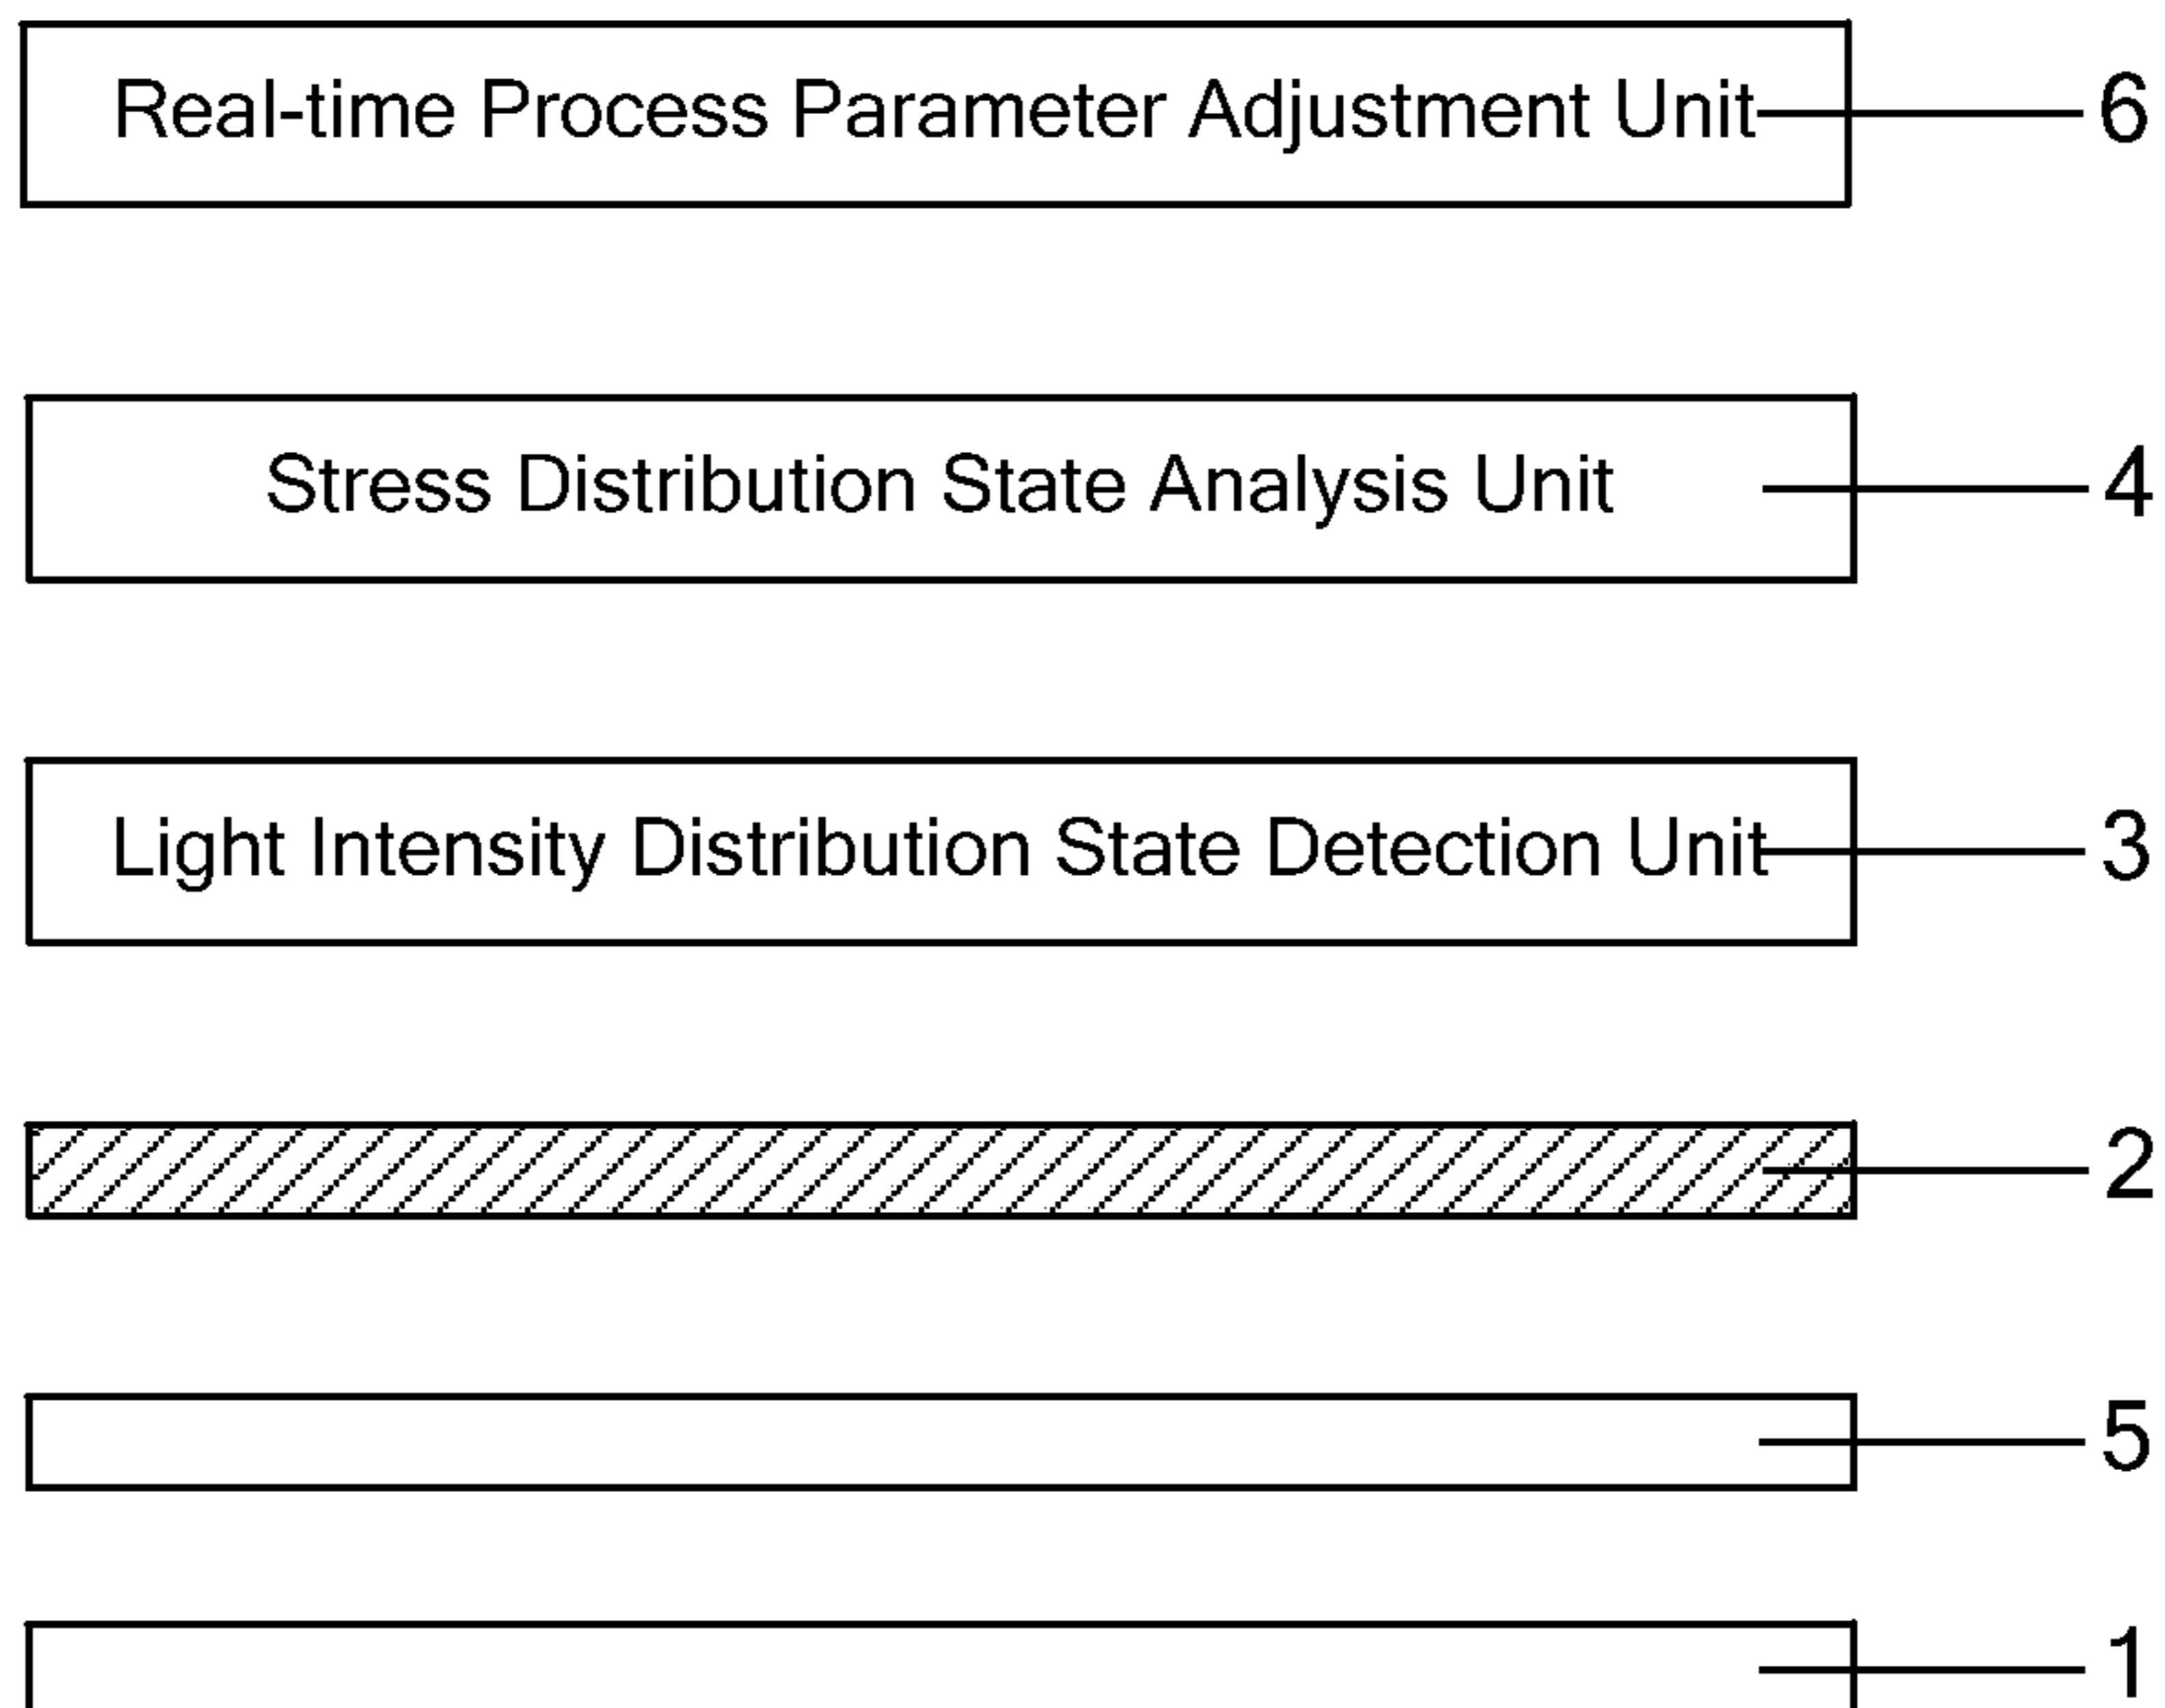 Real-time Process Parameter Adjustment Unit 6
Stress Distribution State Analysis Unit 4
Light Intensity Distribution State Detection Unit 3
2
5
1